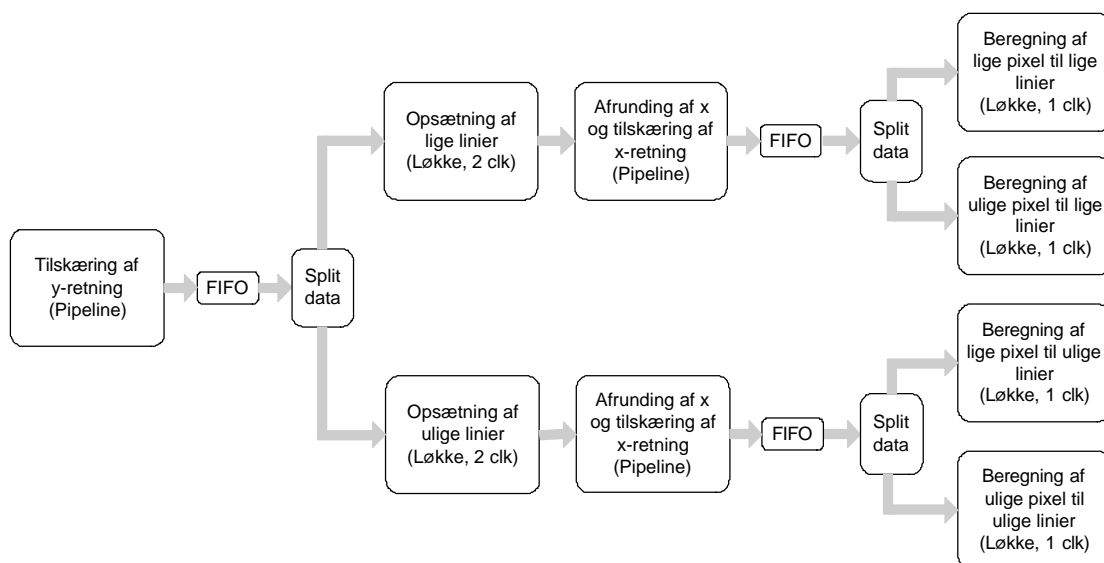 Tilskæring af
y-retning
(Pipeline)
FIFO
Split
data
Opsætning af
lige linier
(Løkke, 2 clk)
Afrunding af x
og tilskæring af
x-retning
(Pipeline)
FIFO
Split
data
Beregning af
lige pixel til lige
linier
(Løkke, 1 clk)
Beregning af
ulige pixel til lige
linier
(Løkke, 1 clk)
Opsætning af
ulige linier
(Løkke, 2 clk)
Afrunding af x
og tilskæring af
x-retning
(Pipeline)
FIFO
Split
data
Beregning af
lige pixel til ulige
linier
(Løkke, 1 clk)
Beregning af
ulige pixel til
ulige linier
(Løkke, 1 clk)